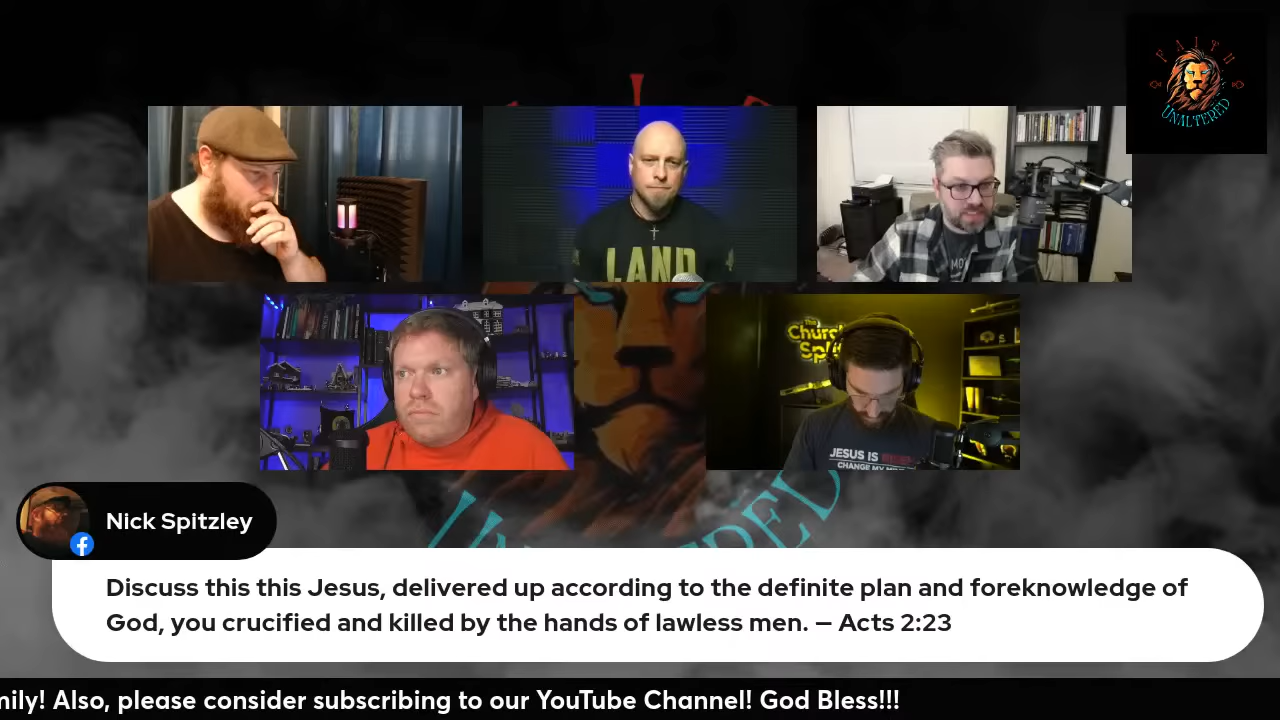 FAITH
UNALTERED
LAND
The
Church
JESUS IS
CHANGE MY
UNALTERED
Nick Spitzley
Discuss this this Jesus, delivered up according to the definite plan and foreknowledge of
God, you crucified and killed by the hands of lawless men. — Acts 2:23
mily! Also, please consider subscribing to our YouTube Channel! God Bless!!!